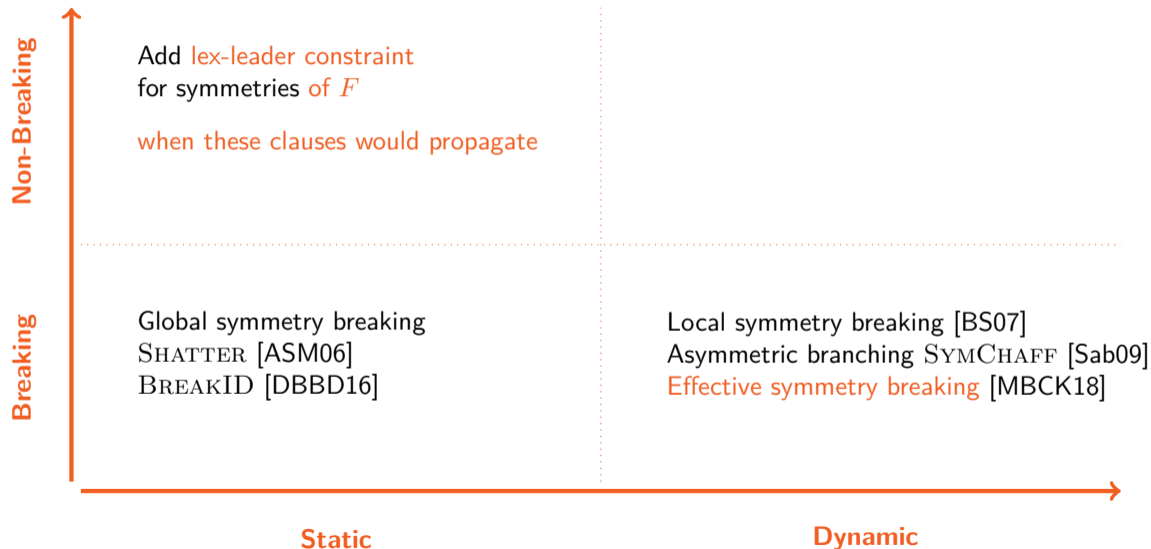 Non-Breaking
Add lex-leader constraint
for symmetries of F
when these clauses would propagate
Breaking
Global symmetry breaking
SHATTER [ASM06]
BREAKID [DBBD16]
Local symmetry breaking [BS07]
Asymmetric branching SYMCHAFF [Sab09]
Effective symmetry breaking [MBCK18]
Static
Dynamic